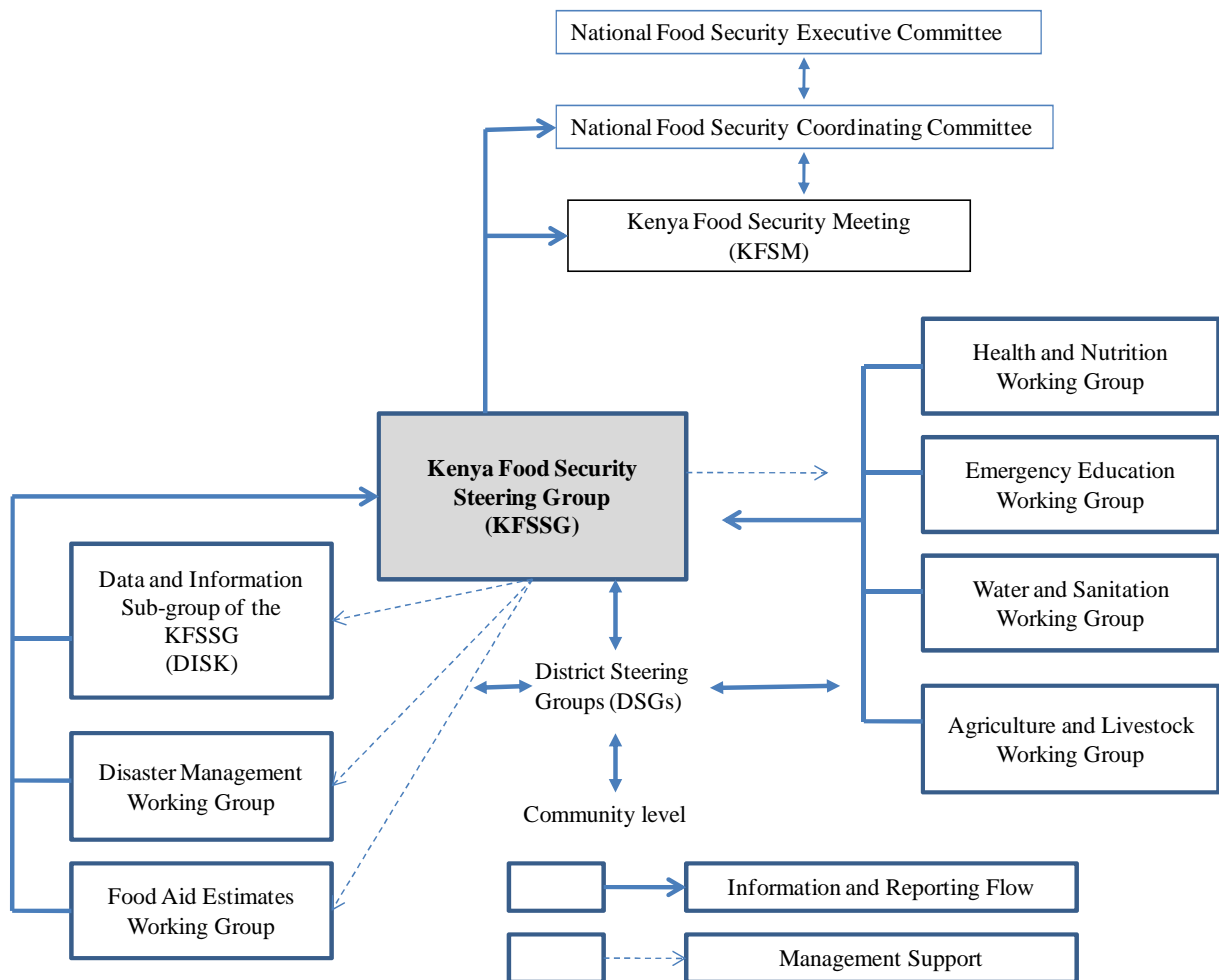 National Food Security Executive Committee
National Food Security Coordinating Committee
Kenya Food Security Meeting
(KFSM)
Health and Nutrition
Working Group
Kenya Food Security
Steering Group
(KFSSG)
Emergency Education
Working Group
Data and Information
Sub-group of the
KFSSG
(DISK)
Water and Sanitation
Working Group
District Steering
Groups (DSGs)
Agriculture and Livestock
Working Group
Disaster Management
Working Group
Community level
Food Aid Estimates
Working Group
Information and Reporting Flow
Management Support